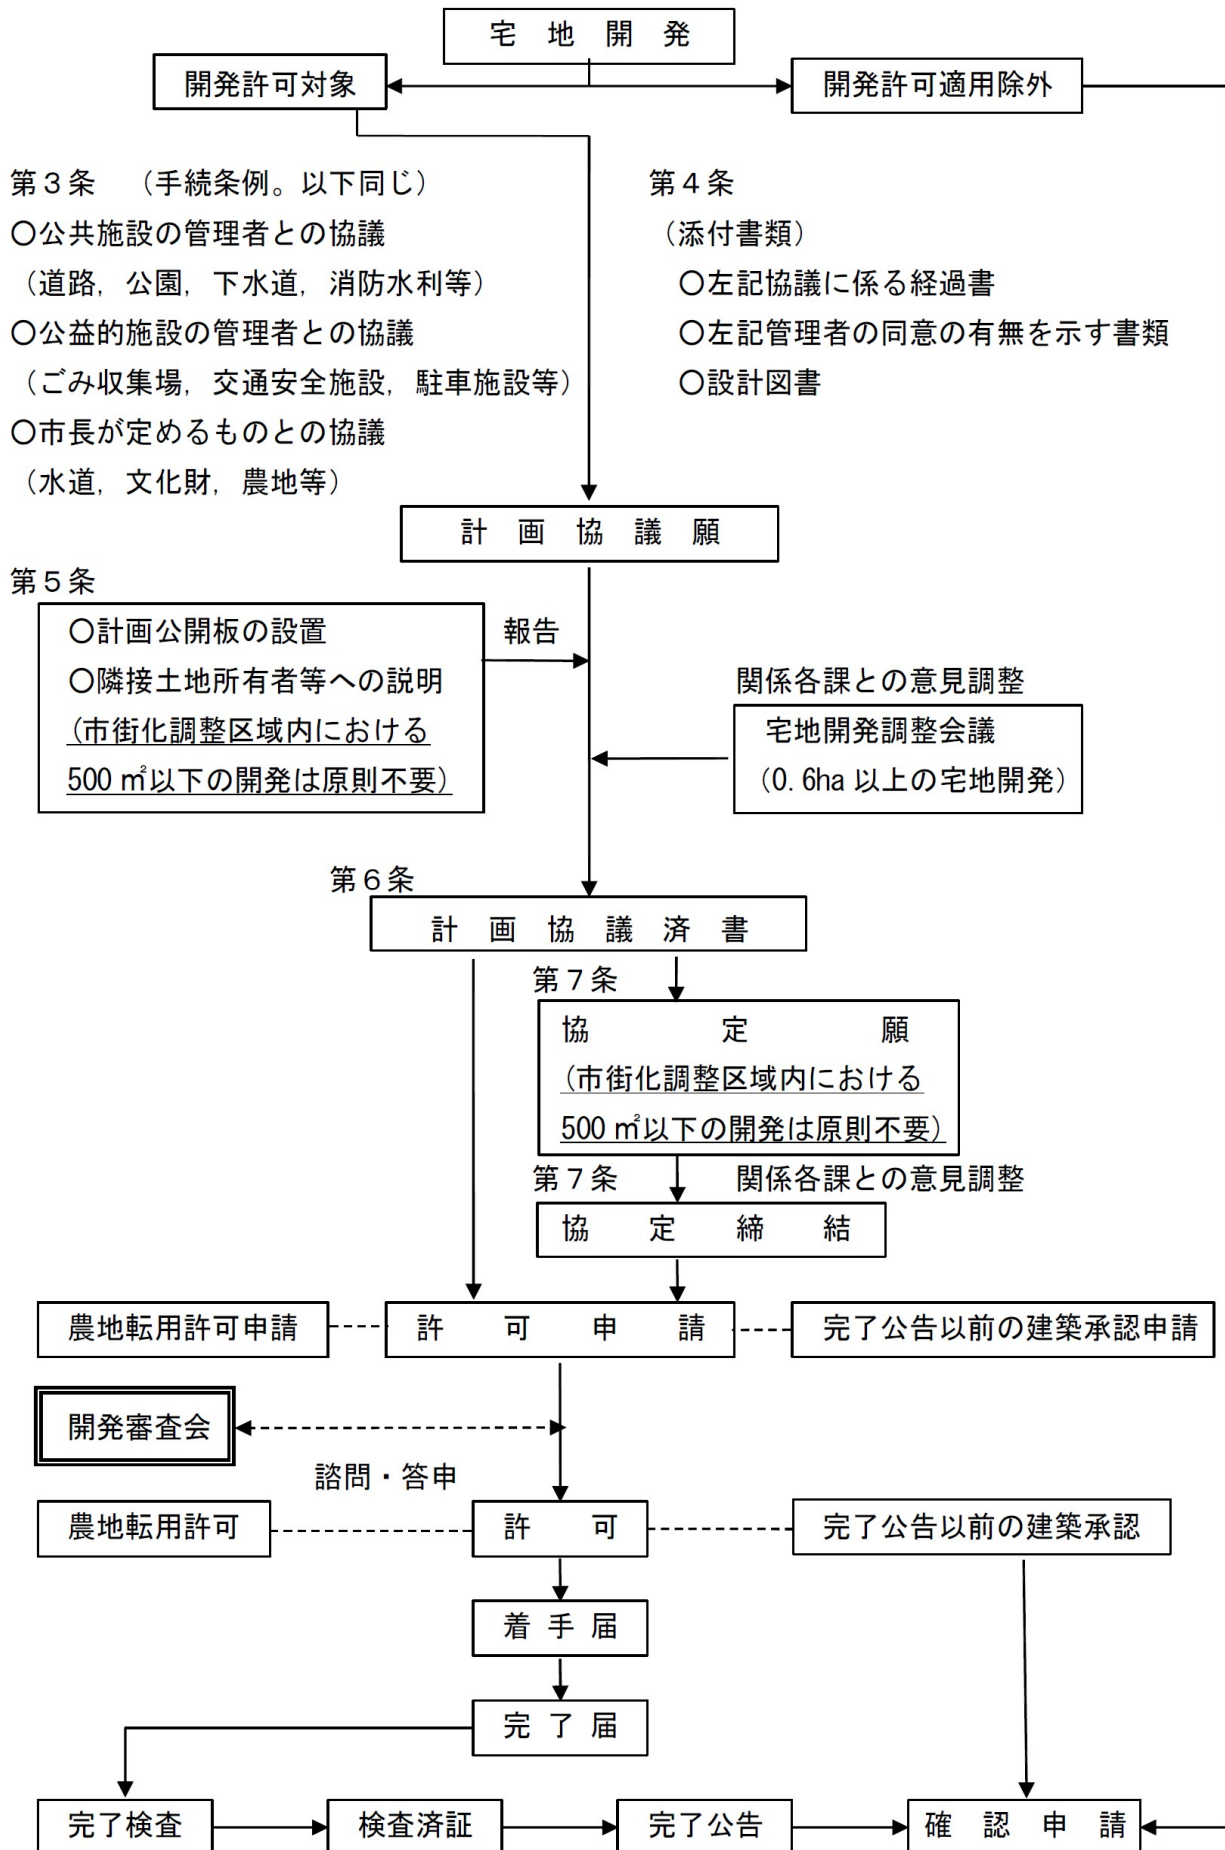 宅地開発
開発許可対象
開発許可適用除外
第３条　（手続条例。以下同じ）
〇公共施設の管理者との協議
（道路，公園，下水道，消防水利等）
〇公益的施設の管理者との協議
（ごみ収集場，交通安全施設，駐車施設等）
〇市長が定めるものとの協議
（水道，文化財，農地等）
第４条
（添付書類）
〇左記協議に係る経過書
〇左記管理者の同意の有無を示す書類
〇設計図書
計画協議願
第５条
〇計画公開板の設置
〇隣接土地所有者等への説明
（市街化調整区域内における
500㎡以下の開発は原則不要）
報告
関係各課との意見調整
宅地開発調整会議
（0.6ha以上の宅地開発）
第６条
計画協議済書
第７条
協定願
（市街化調整区域内における
500㎡以下の開発は原則不要）
第７条
関係各課との意見調整
協定締結
農地転用許可申請
許可申請
完了公告以前の建築承認申請
開発審査会
諮問・答申
農地転用許可
許可
完了公告以前の建築承認
着手届
完了届
完了検査
検査済証
完了公告
確認申請